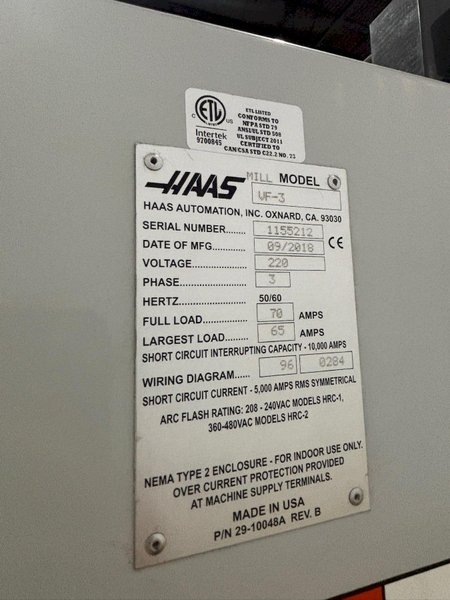 ETL LISTED
CONFORMS TO
NFPA STD 79
ANSI/UL STD 508
UL SUBJECT 2011
CERTIFIED TO
CAN/CSA STD C22.2 NO. 73
ETL
C US
Intertek
9700845
HAAS MILL MODEL
VF-3
HAAS AUTOMATION, INC. OXNARD, CA. 93030
SERIAL NUMBER........ 1155212
DATE OF MFG........... 09/2018 CE
VOLTAGE................. 220
PHASE..................... 3
HERTZ...................... 50/60
FULL LOAD.............. 70 AMPS
LARGEST LOAD....... 65 AMPS
SHORT CIRCUIT INTERRUPTING CAPACITY - 10,000 AMPS
WIRING DIAGRAM....... 96 0284
SHORT CIRCUIT CURRENT - 5,000 AMPS RMS SYMMETRICAL
ARC FLASH RATING: 208 - 240VAC MODELS HRC-1,
360-480VAC MODELS HRC-2
NEMA TYPE 2 ENCLOSURE - FOR INDOOR USE ONLY.
OVER CURRENT PROTECTION PROVIDED
AT MACHINE SUPPLY TERMINALS.
MADE IN USA
P/N 29-10048A REV. B